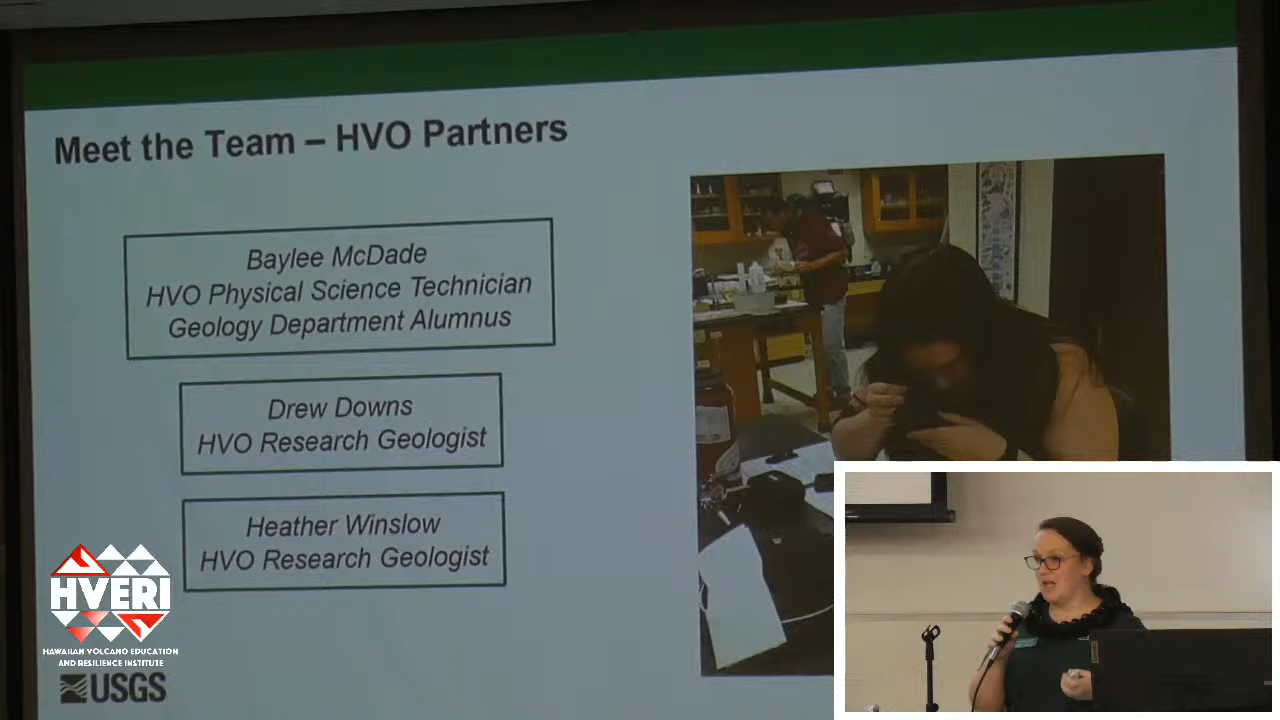 Meet the Team – HVO Partners
Baylee McDade
HVO Physical Science Technician
Geology Department Alumnus
Drew Downs
HVO Research Geologist
Heather Winslow
HVO Research Geologist
HVERI
HAWAIIAN VOLCANO EDUCATION
AND RESILIENCE INSTITUTE
USGS